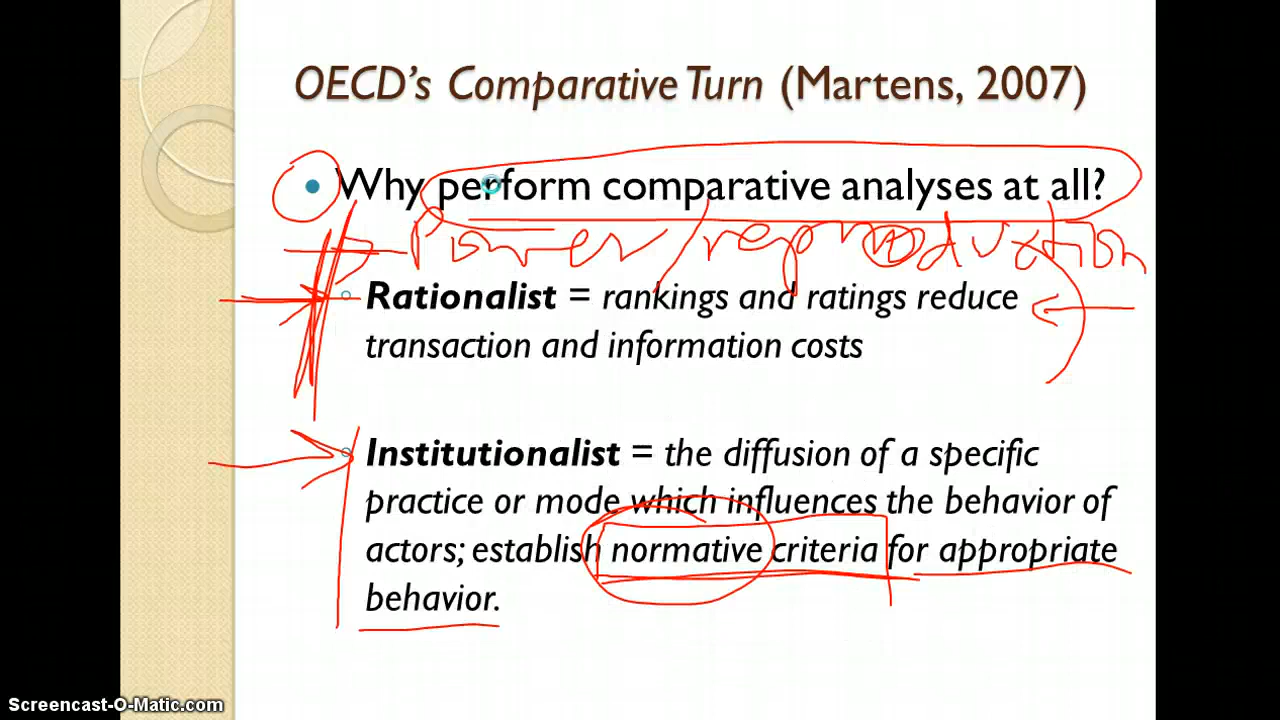 OECD's Comparative Turn (Martens, 2007)
Why perform comparative analyses at all?
Power/reproduction
Rationalist = rankings and ratings reduce
transaction and information costs
Institutionalist = the diffusion of a specific
practice or mode which influences the behavior of
actors; establish normative criteria for appropriate
behavior.
Screencast-O-Matic.com